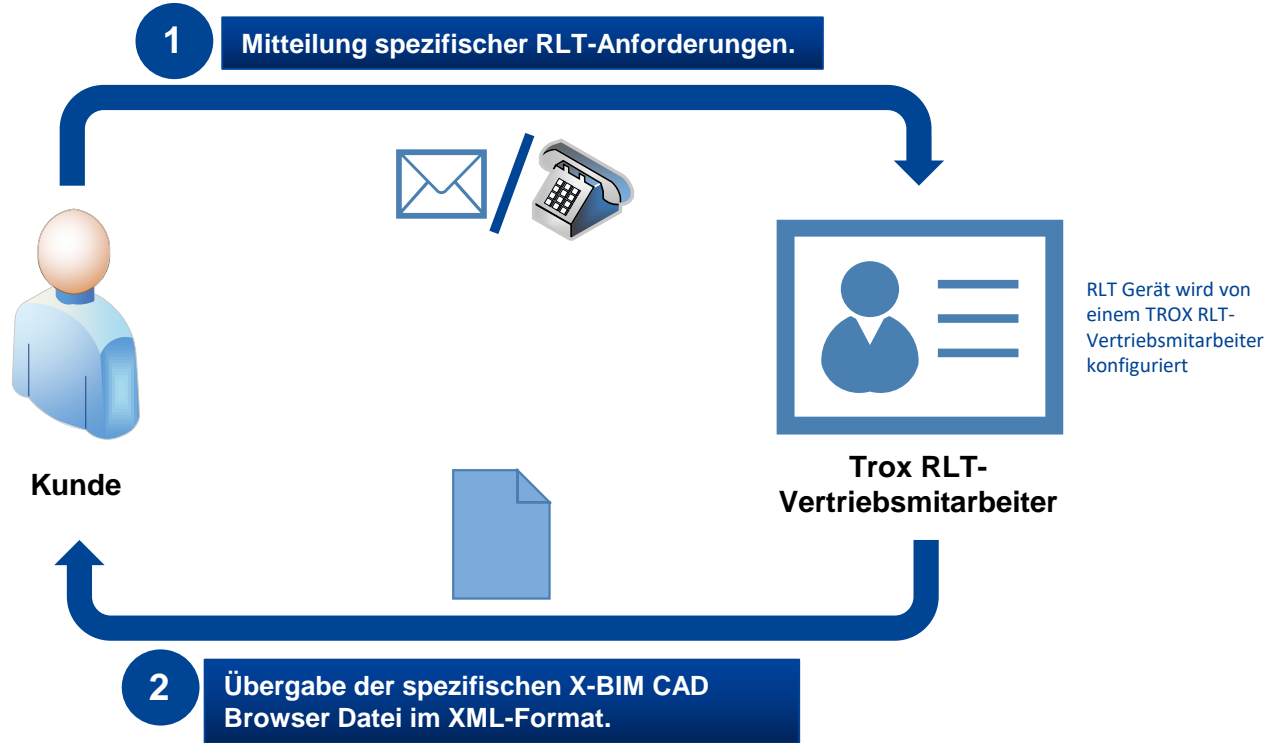 1
Mitteilung spezifischer RLT-Anforderungen.
RLT Gerät wird von
einem TROX RLT-
Vertriebsmitarbeiter
konfiguriert
Kunde
Trox RLT-
Vertriebsmitarbeiter
2
Übergabe der spezifischen X-BIM CAD
Browser Datei im XML-Format.